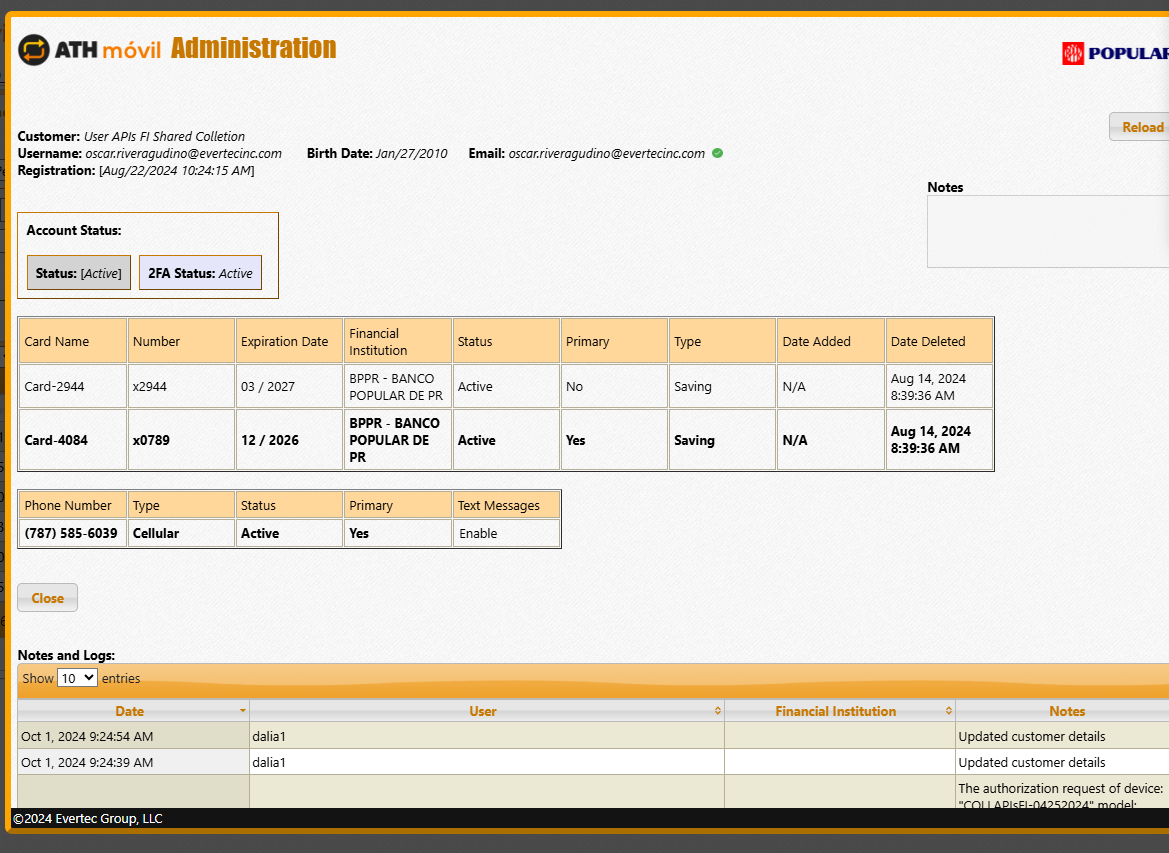 ATH móvil Administration
POPULAR
Reload
Customer: User APIs FI Shared Colletion
Username: oscar.riveragudino@evertecinc.com Birth Date: Jan/27/2010 Email: oscar.riveragudino@evertecinc.com
Registration: [Aug/22/2024 10:24:15 AM]
Notes
Account Status:
Status: [Active] 2FA Status: Active
Card Name Number Expiration Date Financial Institution Status Primary Type Date Added Date Deleted
Card-2944 x2944 03 / 2027 BPPR - BANCO POPULAR DE PR Active No Saving N/A Aug 14, 2024 8:39:36 AM
Card-4084 x0789 12 / 2026 BPPR - BANCO POPULAR DE PR Active Yes Saving N/A Aug 14, 2024 8:39:36 AM
Phone Number Type Status Primary Text Messages
(787) 585-6039 Cellular Active Yes Enable
Close
Notes and Logs:
Show 10 entries
Date User Financial Institution Notes
Oct 1, 2024 9:24:54 AM dalia1 Updated customer details
Oct 1, 2024 9:24:39 AM dalia1 Updated customer details
The authorization request of device:
"COLLAPIsFI-04252024" model:
©2024 Evertec Group, LLC